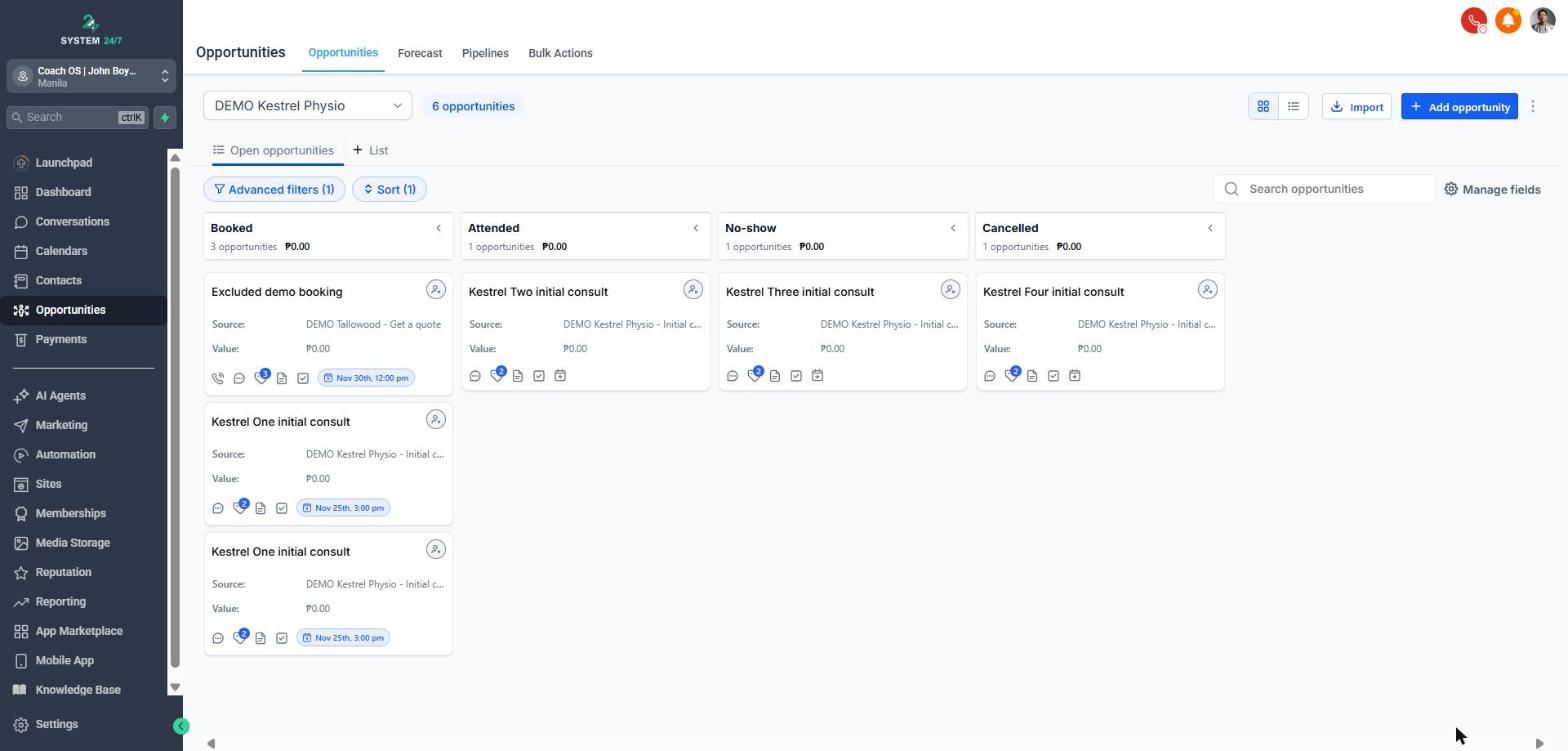 SYSTEM 24/7
Coach OS | John Boy...
Manila
Search ctrlK
Launchpad
Dashboard
Conversations
Calendars
Contacts
Opportunities
Payments
AI Agents
Marketing
Automation
Sites
Memberships
Media Storage
Reputation
Reporting
App Marketplace
Mobile App
Knowledge Base
Settings
Opportunities Opportunities Forecast Pipelines Bulk Actions
DEMO Kestrel Physio 6 opportunities Import + Add opportunity
Open opportunities + List
Advanced filters (1) Sort (1) Search opportunities Manage fields
Booked
3 opportunities ₱0.00
Excluded demo booking
Source: DEMO Tallowood - Get a quote
Value: ₱0.00
3 Nov 30th, 12:00 pm
Kestrel One initial consult
Source: DEMO Kestrel Physio - Initial c...
Value: ₱0.00
2 Nov 25th, 3:00 pm
Kestrel One initial consult
Source: DEMO Kestrel Physio - Initial c...
Value: ₱0.00
2 Nov 25th, 3:00 pm
Attended
1 opportunities ₱0.00
Kestrel Two initial consult
Source: DEMO Kestrel Physio - Initial c...
Value: ₱0.00
2
No-show
1 opportunities ₱0.00
Kestrel Three initial consult
Source: DEMO Kestrel Physio - Initial c...
Value: ₱0.00
2
Cancelled
1 opportunities ₱0.00
Kestrel Four initial consult
Source: DEMO Kestrel Physio - Initial c...
Value: ₱0.00
2